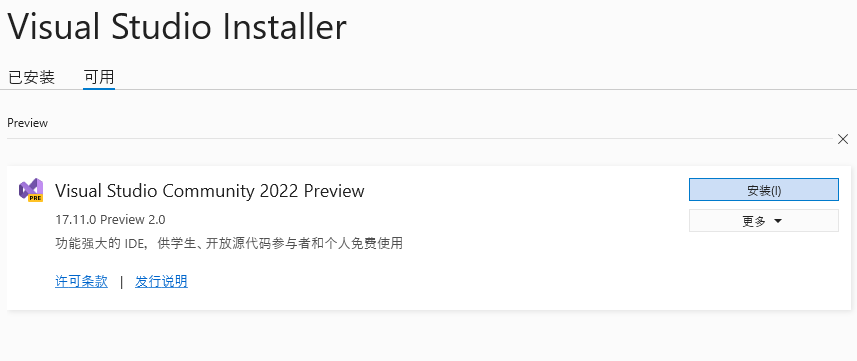 Visual Studio Installer
已安装 可用
Preview
PRE
Visual Studio Community 2022 Preview
安装(I)
17.11.0 Preview 2.0
更多
功能强大的 IDE，供学生、开放源代码参与者和个人免费使用
许可条款 | 发行说明